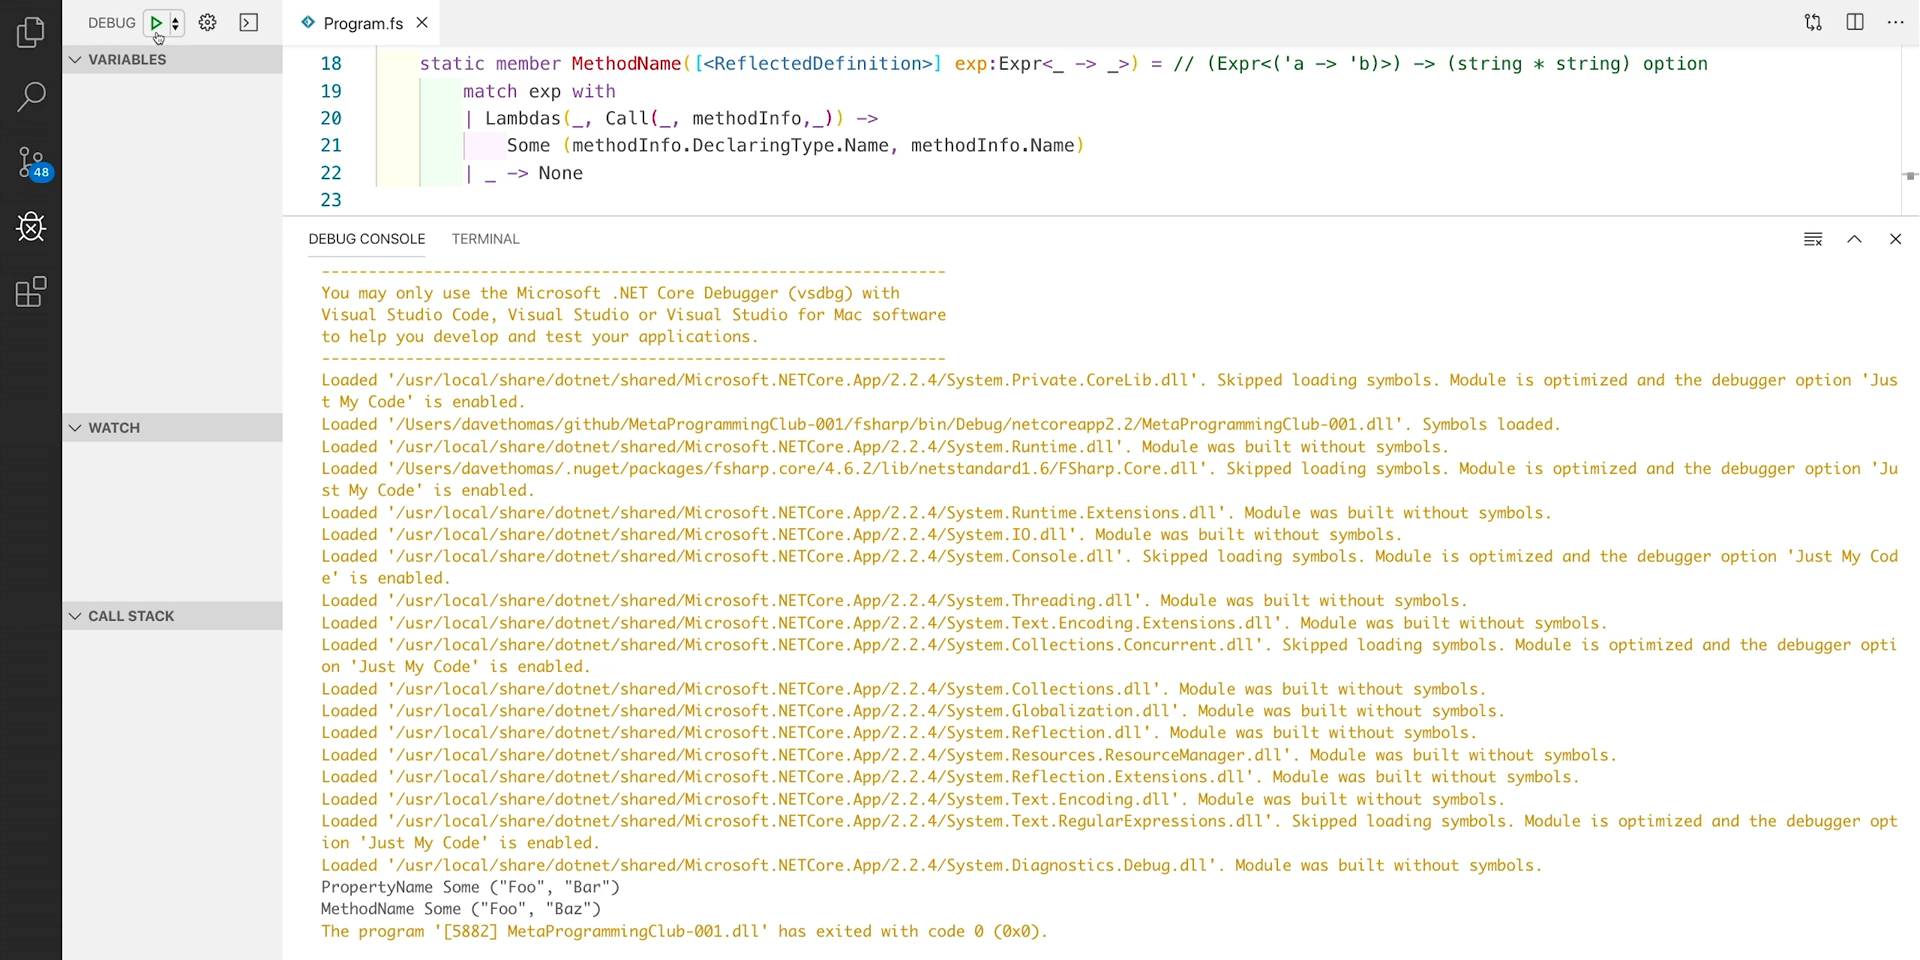 DEBUG
Program.fs
VARIABLES
48
WATCH
CALL STACK
18 static member MethodName([<ReflectedDefinition>] exp:Expr<_ -> _>) = // (Expr<('a -> 'b)>) -> (string * string) option
19 match exp with
20 | Lambdas(_, Call(_, methodInfo,_)) ->
21 Some (methodInfo.DeclaringType.Name, methodInfo.Name)
22 | _ -> None
23
DEBUG CONSOLE TERMINAL
-------------------------------------------------------------------
You may only use the Microsoft .NET Core Debugger (vsdbg) with
Visual Studio Code, Visual Studio or Visual Studio for Mac software
to help you develop and test your applications.
-------------------------------------------------------------------
Loaded '/usr/local/share/dotnet/shared/Microsoft.NETCore.App/2.2.4/System.Private.CoreLib.dll'. Skipped loading symbols. Module is optimized and the debugger option 'Jus
t My Code' is enabled.
Loaded '/Users/davethomas/github/MetaProgrammingClub-001/fsharp/bin/Debug/netcoreapp2.2/MetaProgrammingClub-001.dll'. Symbols loaded.
Loaded '/usr/local/share/dotnet/shared/Microsoft.NETCore.App/2.2.4/System.Runtime.dll'. Module was built without symbols.
Loaded '/Users/davethomas/.nuget/packages/fsharp.core/4.6.2/lib/netstandard1.6/FSharp.Core.dll'. Skipped loading symbols. Module is optimized and the debugger option 'Ju
st My Code' is enabled.
Loaded '/usr/local/share/dotnet/shared/Microsoft.NETCore.App/2.2.4/System.Runtime.Extensions.dll'. Module was built without symbols.
Loaded '/usr/local/share/dotnet/shared/Microsoft.NETCore.App/2.2.4/System.IO.dll'. Module was built without symbols.
Loaded '/usr/local/share/dotnet/shared/Microsoft.NETCore.App/2.2.4/System.Console.dll'. Skipped loading symbols. Module is optimized and the debugger option 'Just My Cod
e' is enabled.
Loaded '/usr/local/share/dotnet/shared/Microsoft.NETCore.App/2.2.4/System.Threading.dll'. Module was built without symbols.
Loaded '/usr/local/share/dotnet/shared/Microsoft.NETCore.App/2.2.4/System.Text.Encoding.Extensions.dll'. Module was built without symbols.
Loaded '/usr/local/share/dotnet/shared/Microsoft.NETCore.App/2.2.4/System.Collections.Concurrent.dll'. Skipped loading symbols. Module is optimized and the debugger opti
on 'Just My Code' is enabled.
Loaded '/usr/local/share/dotnet/shared/Microsoft.NETCore.App/2.2.4/System.Collections.dll'. Module was built without symbols.
Loaded '/usr/local/share/dotnet/shared/Microsoft.NETCore.App/2.2.4/System.Globalization.dll'. Module was built without symbols.
Loaded '/usr/local/share/dotnet/shared/Microsoft.NETCore.App/2.2.4/System.Reflection.dll'. Module was built without symbols.
Loaded '/usr/local/share/dotnet/shared/Microsoft.NETCore.App/2.2.4/System.Resources.ResourceManager.dll'. Module was built without symbols.
Loaded '/usr/local/share/dotnet/shared/Microsoft.NETCore.App/2.2.4/System.Reflection.Extensions.dll'. Module was built without symbols.
Loaded '/usr/local/share/dotnet/shared/Microsoft.NETCore.App/2.2.4/System.Text.Encoding.dll'. Module was built without symbols.
Loaded '/usr/local/share/dotnet/shared/Microsoft.NETCore.App/2.2.4/System.Text.RegularExpressions.dll'. Skipped loading symbols. Module is optimized and the debugger opt
ion 'Just My Code' is enabled.
Loaded '/usr/local/share/dotnet/shared/Microsoft.NETCore.App/2.2.4/System.Diagnostics.Debug.dll'. Module was built without symbols.
PropertyName Some ("Foo", "Bar")
MethodName Some ("Foo", "Baz")
The program '[5882] MetaProgrammingClub-001.dll' has exited with code 0 (0x0).